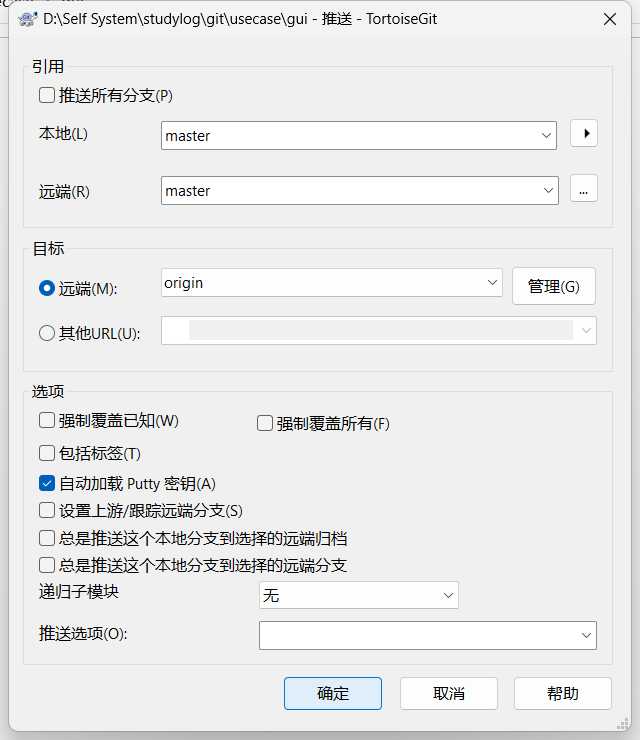 D:\Self System\studylog\git\usecase\gui - 推送 - TortoiseGit
引用
推送所有分支(P)
本地(L)
master
远端(R)
master
...
目标
远端(M):
origin
管理(G)
其他URL(U):
选项
强制覆盖已知(W)
强制覆盖所有(F)
包括标签(T)
自动加载 Putty 密钥(A)
设置上游/跟踪远端分支(S)
总是推送这个本地分支到选择的远端归档
总是推送这个本地分支到选择的远端分支
递归子模块
无
推送选项(O):
确定
取消
帮助